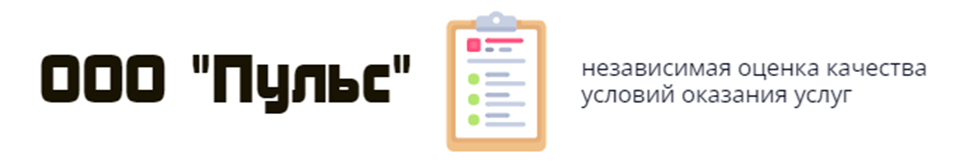 ООО "Пульс"
независимая оценка качества
условий оказания услуг